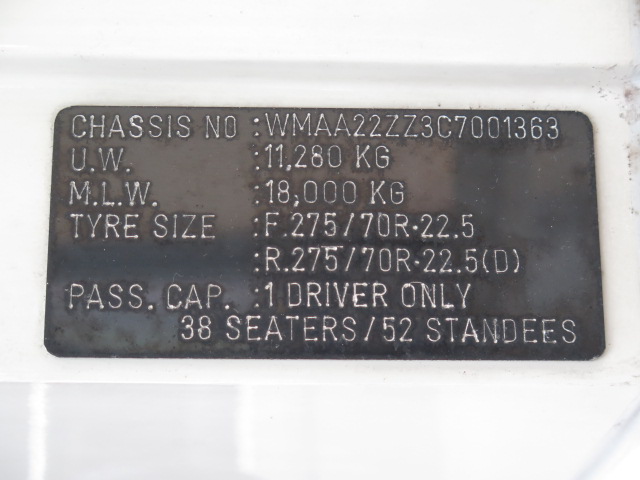 CHASSIS NO :WMAA22ZZ3C7001363
U.W. :11,280 KG
M.L.W. :18,000 KG
TYRE SIZE :F.275/70R·22.5
:R.275/70R·22.5(D)
PASS. CAP. :1 DRIVER ONLY
38 SEATERS/52 STANDEES